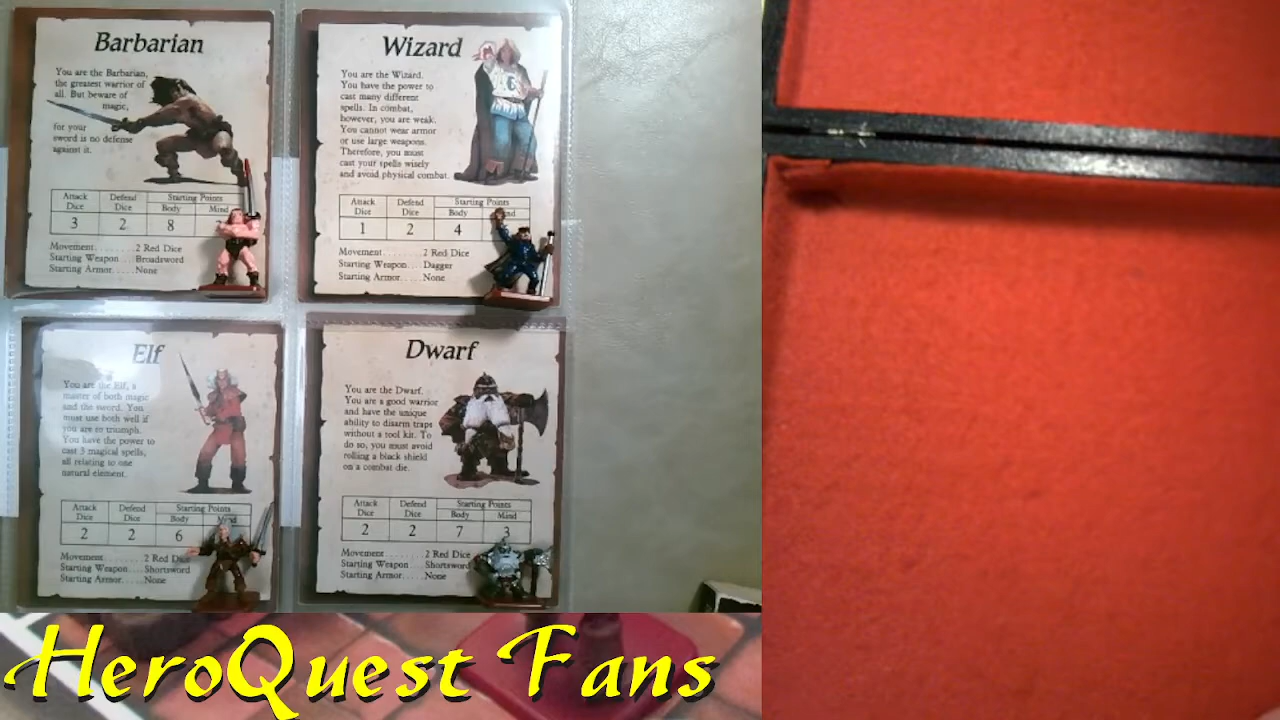 Barbarian
You are the Barbarian,
the greatest warrior of
all. But beware of
magic,
for your
sword is no defense
against it.
Attack Dice
Defend Dice
Starting Points
Body
Mind
3 2 8
Movement........2 Red Dice
Starting Weapon...Broadsword
Starting Armor.....None
Wizard
You are the Wizard.
You have the power to
cast many different
spells. In combat,
however, you are weak.
You cannot wear armor
or use large weapons.
Therefore, you must
cast your spells wisely
and avoid physical combat.
Attack Dice
Defend Dice
Starting Points
Body
1 2 4
Movement........2 Red Dice
Starting Weapon...Dagger
Starting Armor.....None
Elf
You are the Elf, a
master of both magic
and the sword. You
must use both well if
you are to triumph.
You have the power to
cast 3 magical spells,
all relating to one
natural element.
Attack Dice
Defend Dice
Starting Points
Body
Mind
2 2 6
Movement........2 Red Dice
Starting Weapon...Shortsword
Starting Armor.....None
Dwarf
You are the Dwarf.
You are a good warrior
and have the unique
ability to disarm traps
without a tool kit. To
do so, you must avoid
rolling a black shield
on a combat die.
Attack Dice
Defend Dice
Starting Points
Body
Mind
2 2 7 3
Movement........2 Red Dice
Starting Weapon...Shortsword
Starting Armor.....None
HeroQuest Fans